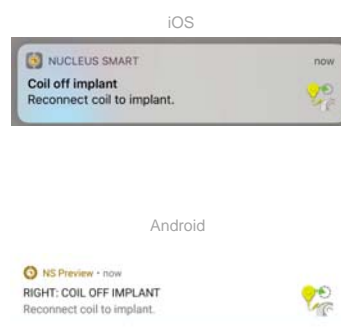 iOS
NUCLEUS SMART now
Coil off implant
Reconnect coil to implant.
Android
NS Preview • now
RIGHT: COIL OFF IMPLANT
Reconnect coil to implant.